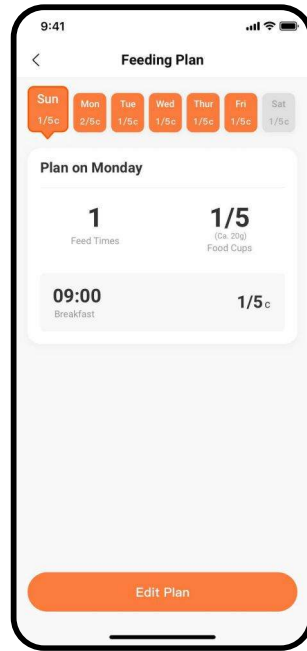 9:41
Feeding Plan
Sun Mon Tue Wed Thur Fri Sat
1/5c 2/5c 1/5c 1/5c 1/5c 1/5c 1/5c
Plan on Monday
1 1/5
Feed Times (Ca. 20g)
Food Cups
09:00 1/5 c
Breakfast
Edit Plan